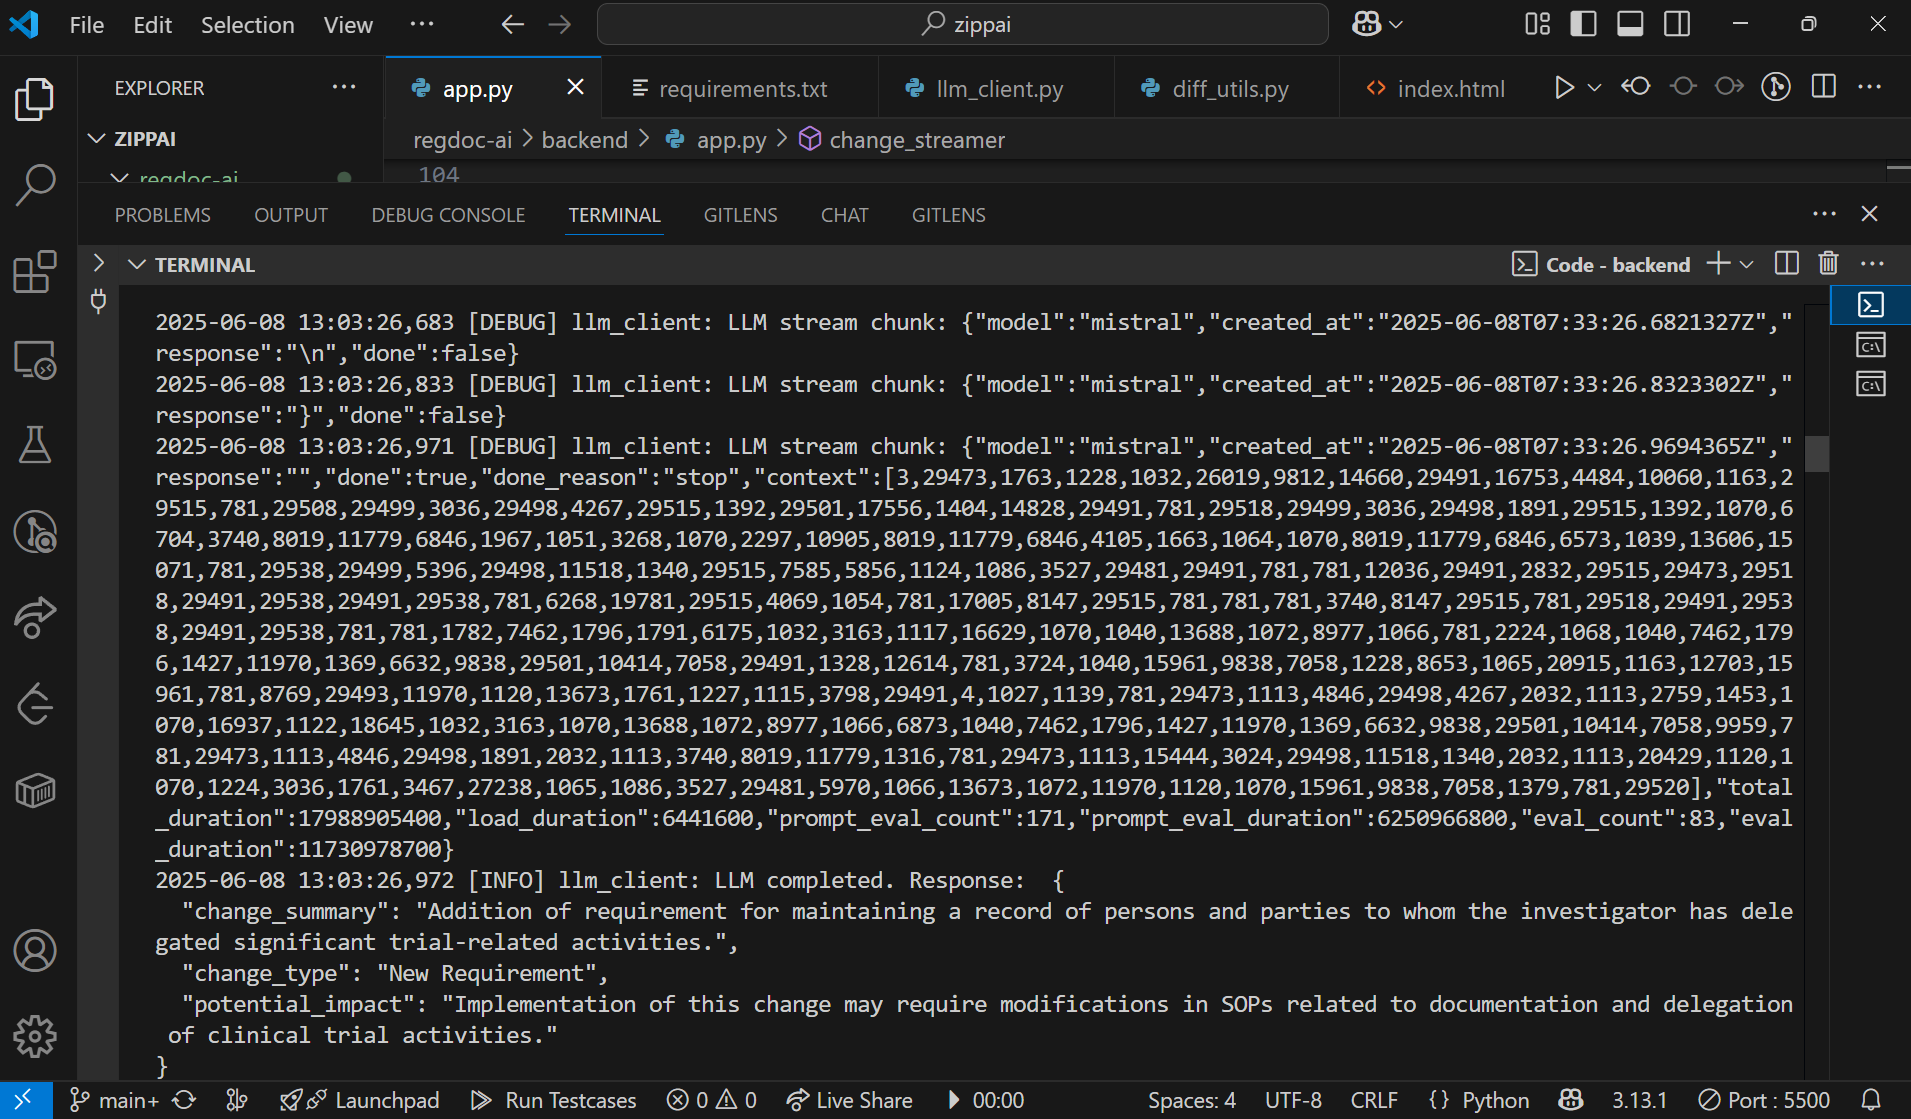 File Edit Selection View ··· zippai
EXPLORER ···
app.py requirements.txt llm_client.py diff_utils.py index.html
ZIPPAI
regdoc-ai > backend > app.py > change_streamer
regdoc-ai
104
PROBLEMS OUTPUT DEBUG CONSOLE TERMINAL GITLENS CHAT GITLENS
TERMINAL Code - backend
2025-06-08 13:03:26,683 [DEBUG] llm_client: LLM stream chunk: {"model":"mistral","created_at":"2025-06-08T07:33:26.6821327Z","
response":"\n","done":false}
2025-06-08 13:03:26,833 [DEBUG] llm_client: LLM stream chunk: {"model":"mistral","created_at":"2025-06-08T07:33:26.8323302Z","
response":"}","done":false}
2025-06-08 13:03:26,971 [DEBUG] llm_client: LLM stream chunk: {"model":"mistral","created_at":"2025-06-08T07:33:26.9694365Z","
response":"","done":true,"done_reason":"stop","context":[3,29473,1763,1228,1032,26019,9812,14660,29491,16753,4484,10060,1163,2
9515,781,29508,29499,3036,29498,4267,29515,1392,29501,17556,1404,14828,29491,781,29518,29499,3036,29498,1891,29515,1392,1070,6
704,3740,8019,11779,6846,1967,1051,3268,1070,2297,10905,8019,11779,6846,4105,1663,1064,1070,8019,11779,6846,6573,1039,13606,15
071,781,29538,29499,5396,29498,11518,1340,29515,7585,5856,1124,1086,3527,29481,29491,781,781,12036,29491,2832,29515,29473,2951
8,29491,29538,29491,29538,781,6268,19781,29515,4069,1054,781,17005,8147,29515,781,781,781,3740,8147,29515,781,29518,29491,2953
8,29491,29538,781,781,1782,7462,1796,1791,6175,1032,3163,1117,16629,1070,1040,13688,1072,8977,1066,781,2224,1068,1040,7462,179
6,1427,11970,1369,6632,9838,29501,10414,7058,29491,1328,12614,781,3724,1040,15961,9838,7058,1228,8653,1065,20915,1163,12703,15
961,781,8769,29493,11970,1120,13673,1761,1227,1115,3798,29491,4,1027,1139,781,29473,1113,4846,29498,4267,2032,1113,2759,1453,1
070,16937,1122,18645,1032,3163,1070,13688,1072,8977,1066,6873,1040,7462,1796,1427,11970,1369,6632,9838,29501,10414,7058,9959,7
81,29473,1113,4846,29498,1891,2032,1113,3740,8019,11779,1316,781,29473,1113,15444,3024,29498,11518,1340,2032,1113,20429,1120,1
070,1224,3036,1761,3467,27238,1065,1086,3527,29481,5970,1066,13673,1072,11970,1120,1070,15961,9838,7058,1379,781,29520],"total
_duration":17988905400,"load_duration":6441600,"prompt_eval_count":171,"prompt_eval_duration":6250966800,"eval_count":83,"eval
_duration":11730978700}
2025-06-08 13:03:26,972 [INFO] llm_client: LLM completed. Response:  {
  "change_summary": "Addition of requirement for maintaining a record of persons and parties to whom the investigator has dele
gated significant trial-related activities.",
  "change_type": "New Requirement",
  "potential_impact": "Implementation of this change may require modifications in SOPs related to documentation and delegation
 of clinical trial activities."
}
main+ Launchpad Run Testcases 0 0 Live Share 00:00 Spaces: 4 UTF-8 CRLF {} Python 3.13.1 Port : 5500